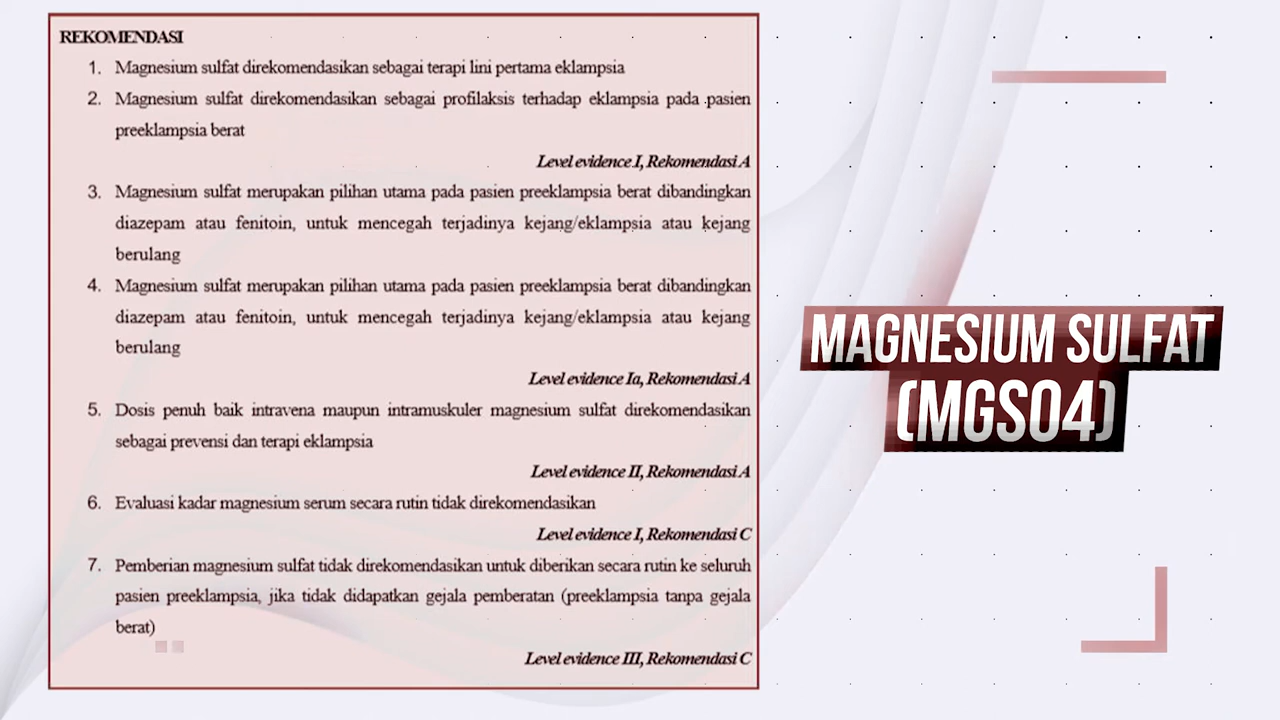 REKOMENDASI
1. Magnesium sulfat direkomendasikan sebagai terapi lini pertama eklampsia
2. Magnesium sulfat direkomendasikan sebagai profilaksis terhadap eklampsia pada pasien
preeklampsia berat
Level evidence I, Rekomendasi A
3. Magnesium sulfat merupakan pilihan utama pada pasien preeklampsia berat dibandingkan
diazepam atau fenitoin, untuk mencegah terjadinya kejang/eklampsia atau kejang
berulang
4. Magnesium sulfat merupakan pilihan utama pada pasien preeklampsia berat dibandingkan
diazepam atau fenitoin, untuk mencegah terjadinya kejang/eklampsia atau kejang
berulang
Level evidence Ia, Rekomendasi A
5. Dosis penuh baik intravena maupun intramuskuler magnesium sulfat direkomendasikan
sebagai prevensi dan terapi eklampsia
Level evidence II, Rekomendasi A
6. Evaluasi kadar magnesium serum secara rutin tidak direkomendasikan
Level evidence I, Rekomendasi C
7. Pemberian magnesium sulfat tidak direkomendasikan untuk diberikan secara rutin ke seluruh
pasien preeklampsia, jika tidak didapatkan gejala pemberatan (preeklampsia tanpa gejala
berat)
Level evidence III, Rekomendasi C
MAGNESIUM SULFAT
(MGSO4)